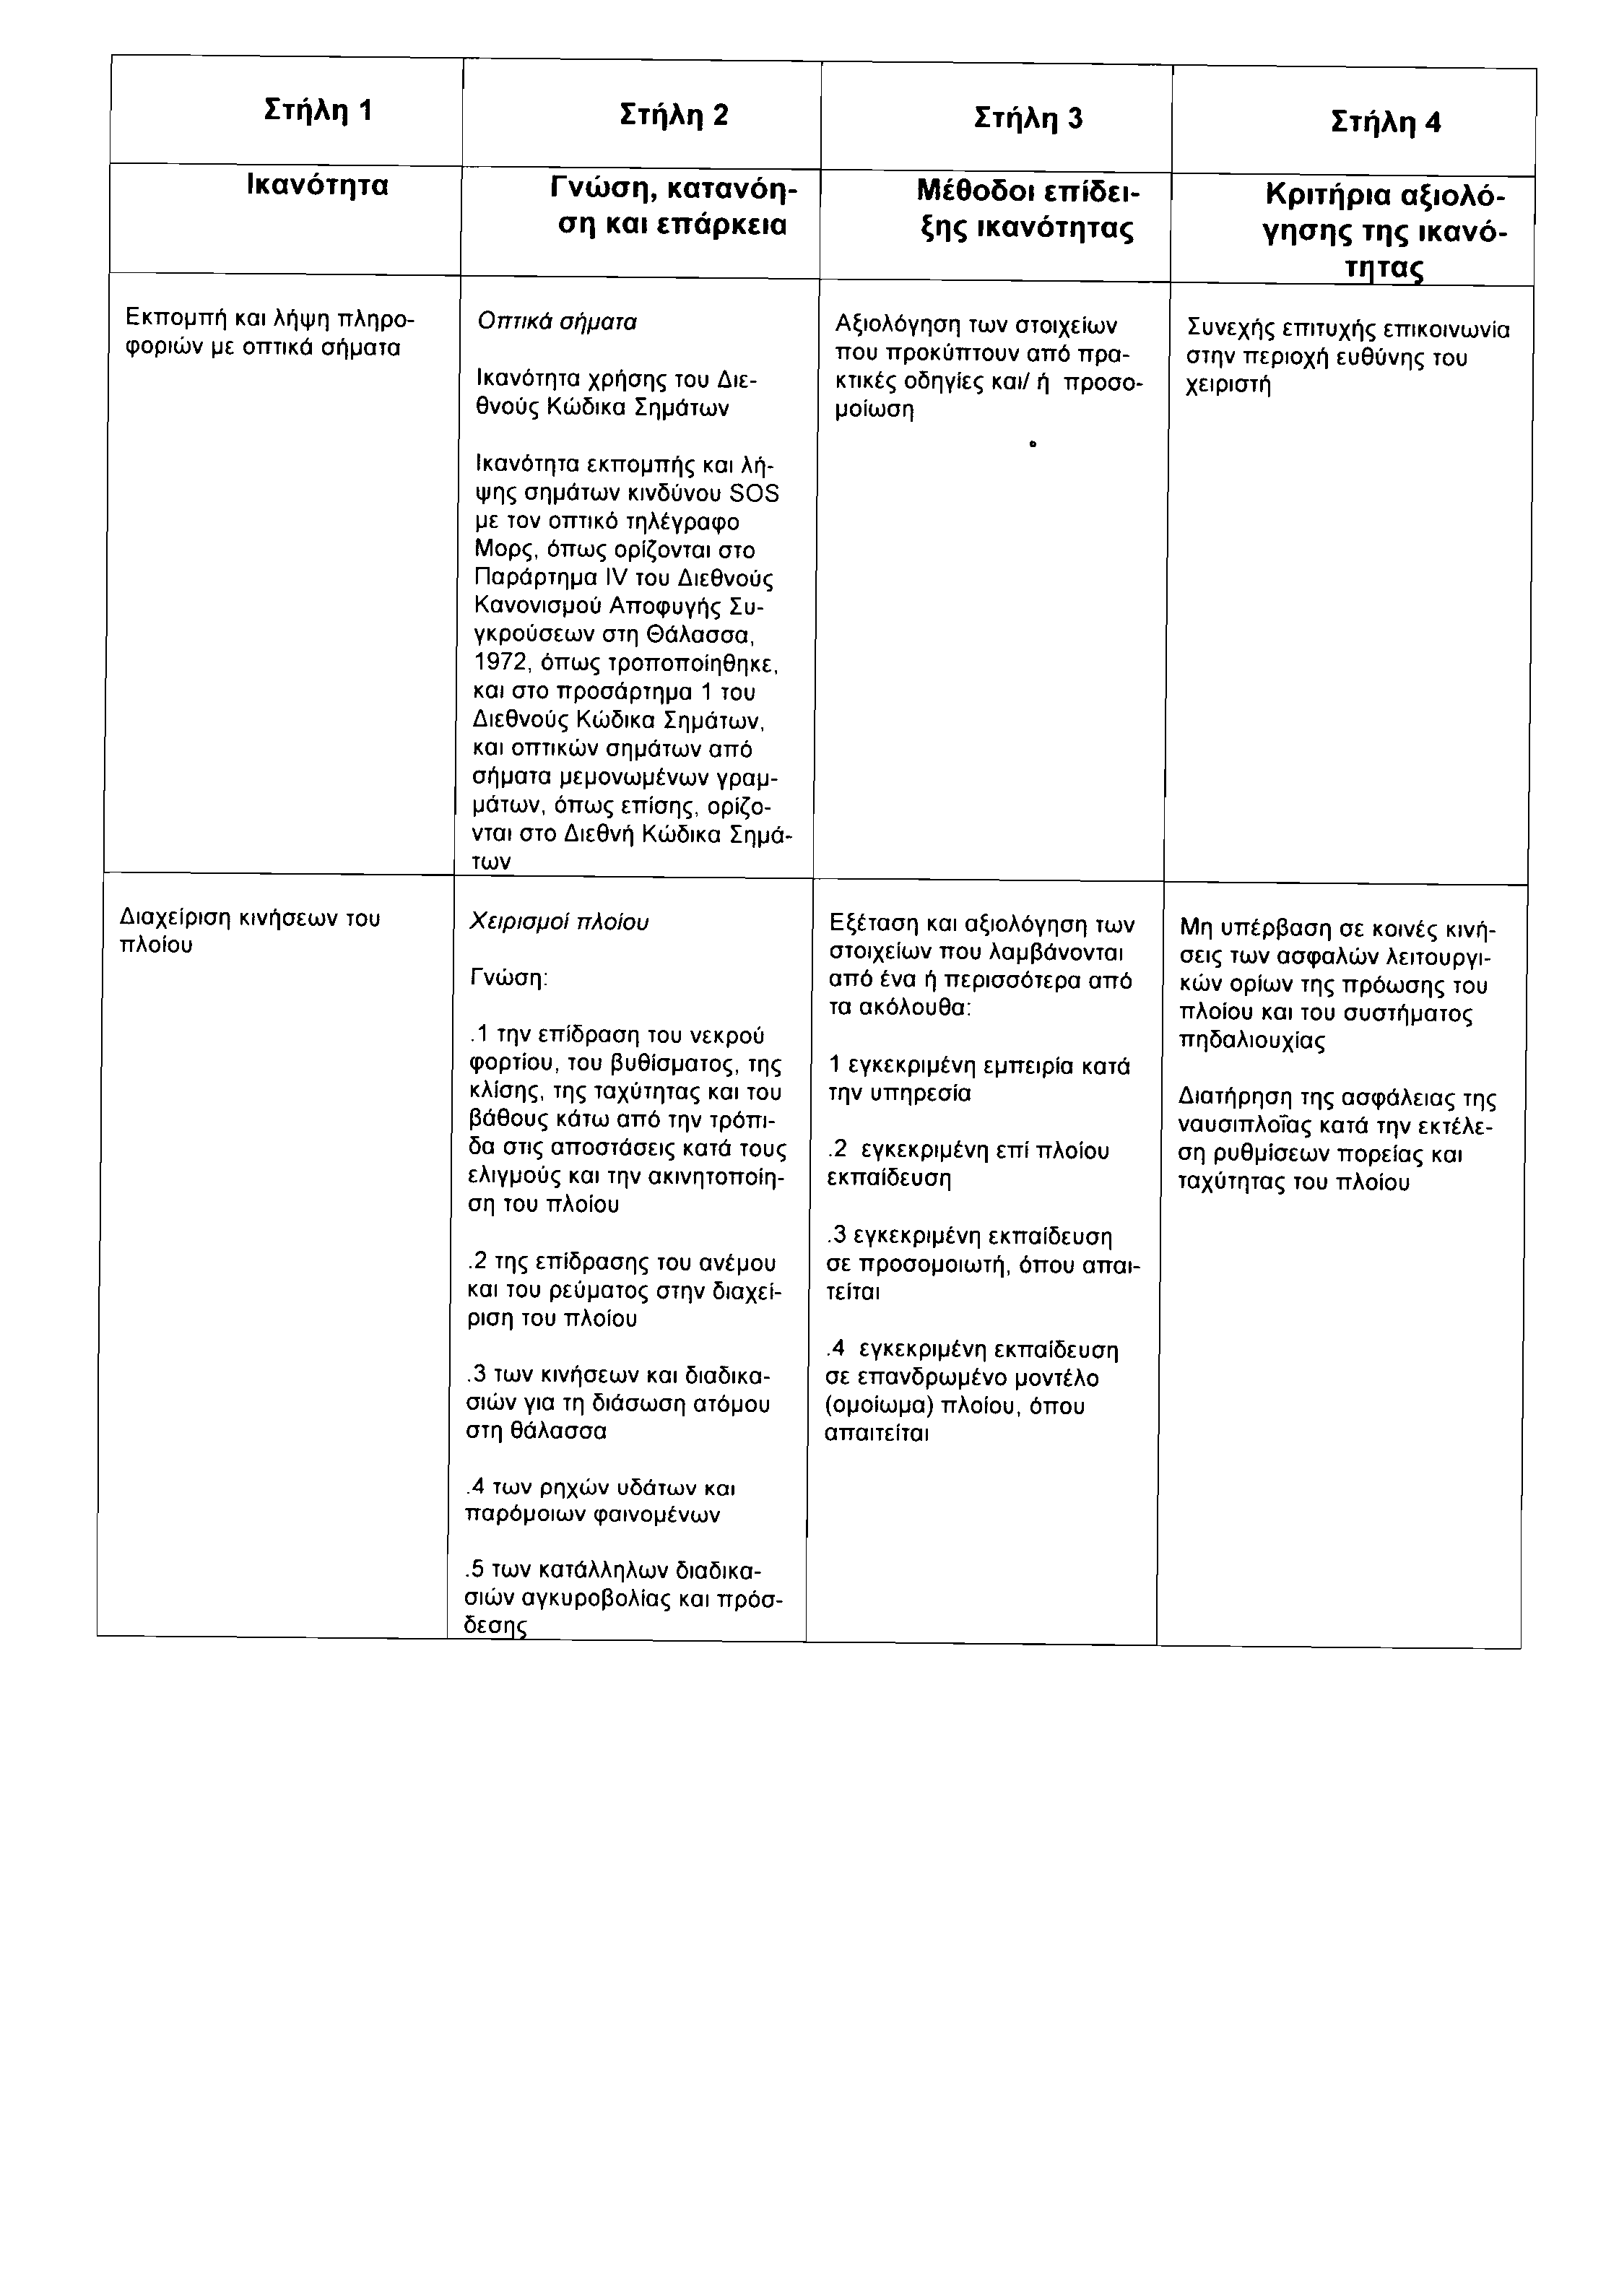 Στήλη 1
Στήλη 2
Στήλη 3
Στήλη 4
Ικανότητα
Γνώση, κατανόη-
ση και επάρκεια
Μέθοδοι επίδει-
ξης ικανότητας
Κριτήρια αξιολό-
γησης της ικανό-
τητας
Εκπομπή και λήψη πληρο-
φοριών με οπτικά σήματα
Οπτικά σήματα
Ικανότητα χρήσης του Διε-
θνούς Κώδικα Σημάτων
Ικανότητα εκπομπής και λή-
ψης σημάτων κινδύνου SOS
με τον οπτικό τηλέγραφο
Μορς, όπως ορίζονται στο
Παράρτημα IV του Διεθνούς
Κανονισμού Αποφυγής Συ-
γκρούσεων στη Θάλασσα,
1972, όπως τροποποίηθηκε,
και στο προσάρτημα 1 του
Διεθνούς Κώδικα Σημάτων,
και οπτικών σημάτων από
σήματα μεμονωμένων γραμ-
μάτων, όπως επίσης, ορίζο-
νται στο Διεθνή Κώδικα Σημά-
των
Αξιολόγηση των στοιχείων
που προκύπτουν από πρα-
κτικές οδηγίες και/ ή προσο-
μοίωση
Συνεχής επιτυχής επικοινωνία
στην περιοχή ευθύνης του
χειριστή
Διαχείριση κινήσεων του
πλοίου
Χειρισμοί πλοίου
Γνώση:
.1 την επίδραση του νεκρού
φορτίου, του βυθίσματος, της
κλίσης, της ταχύτητας και του
βάθους κάτω από την τρόπι-
δα στις αποστάσεις κατά τους
ελιγμούς και την ακινητοποίη-
ση του πλοίου
.2 της επίδρασης του ανέμου
και του ρεύματος στην διαχεί-
ριση του πλοίου
.3 των κινήσεων και διαδικα-
σιών για τη διάσωση ατόμου
στη θάλασσα
.4 των ρηχών υδάτων και
παρόμοιων φαινομένων
.5 των κατάλληλων διαδικα-
σιών αγκυροβολίας και πρόσ-
δεσης
Εξέταση και αξιολόγηση των
στοιχείων που λαμβάνονται
από ένα ή περισσότερα από
τα ακόλουθα:
1 εγκεκριμένη εμπειρία κατά
την υπηρεσία
.2 εγκεκριμένη επί πλοίου
εκπαίδευση
.3 εγκεκριμένη εκπαίδευση
σε προσομοιωτή, όπου απαι-
τείται
.4 εγκεκριμένη εκπαίδευση
σε επανδρωμένο μοντέλο
(ομοίωμα) πλοίου, όπου
απαιτείται
Μη υπέρβαση σε κοινές κινή-
σεις των ασφαλών λειτουργι-
κών ορίων της πρόωσης του
πλοίου και του συστήματος
πηδαλιουχίας
Διατήρηση της ασφάλειας της
ναυσιπλοΐας κατά την εκτέλε-
ση ρυθμίσεων πορείας και
ταχύτητας του πλοίου